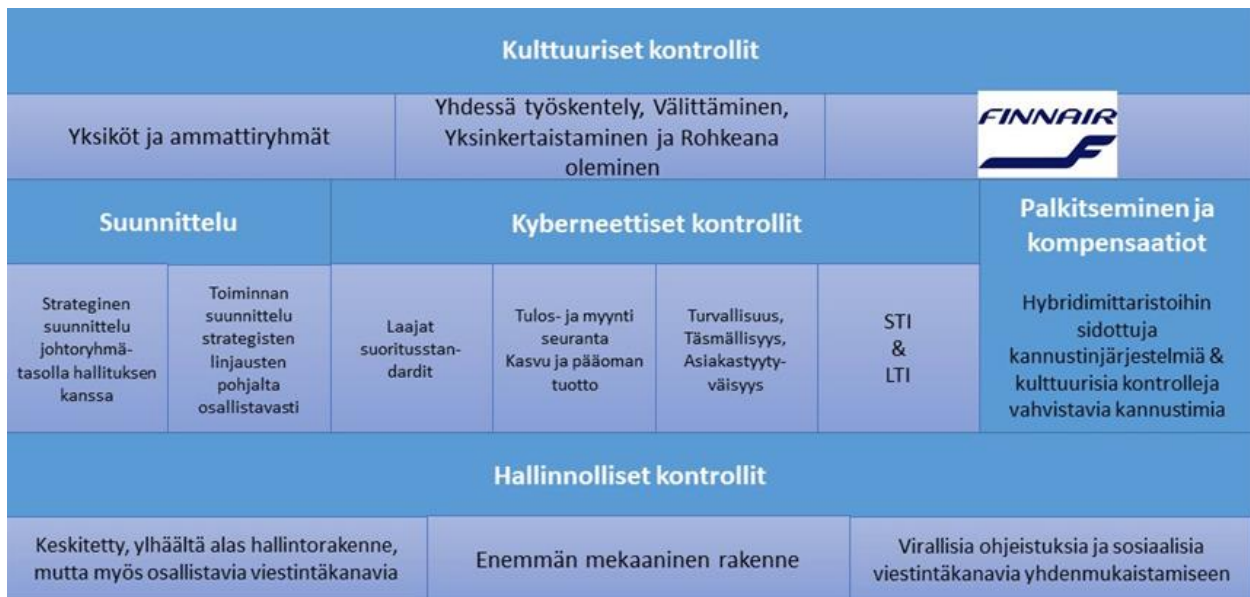 Kulttuuriset kontrollit
Yksiköt ja ammattiryhmät
Yhdessä työskentely, Välittäminen,
Yksinkertaistaminen ja Rohkeana
oleminen
FINNAIR
Suunnittelu
Kyberneettiset kontrollit
Palkitseminen ja
kompensaatiot
Strateginen
suunnittelu
johtoryhmä-
tasolla hallituksen
kanssa
Toiminnan
suunnittelu
strategisten
linjausten
pohjalta
osallistavasti
Laajat
suoritusstan-
dardit
Tulos- ja myynti
seuranta
Kasvu ja pääoman
tuotto
Turvallisuus,
Täsmällisyys,
Asiakastyyty-
väisyys
STI
&
LTI
Hybridimittaristoihin
sidottuja
kannustinjärjestelmiä &
kulttuurisia kontrolleja
vahvistavia kannustimia
Hallinnolliset kontrollit
Keskitetty, ylhäältä alas hallintorakenne,
mutta myös osallistavia viestintäkanavia
Enemmän mekaaninen rakenne
Virallisia ohjeistuksia ja sosiaalisia
viestintäkanavia yhdenmukaistamiseen